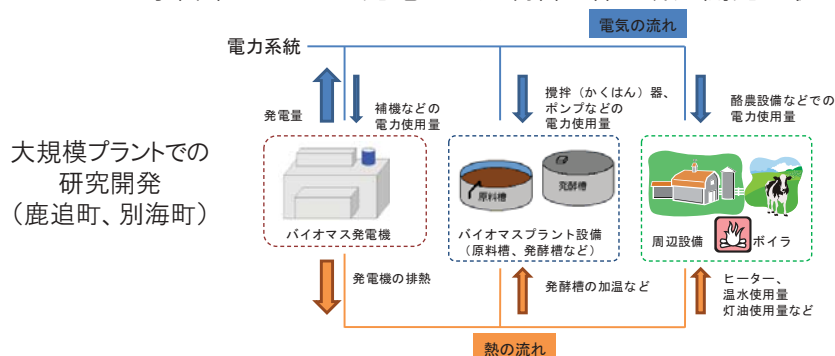 電気の流れ
電力系統
発電量
補機などの
電力使用量
攪拌（かくはん）器、
ポンプなどの
電力使用量
酪農設備などでの
電力使用量
大規模プラントでの
研究開発
（鹿追町、別海町）
原料槽
発酵槽
バイオマス発電機
バイオマスプラント設備
（原料槽、発酵槽など）
周辺設備
ボイラ
発電機の排熱
発酵槽の加温など
ヒーター、
温水使用量
灯油使用量など
熱の流れ